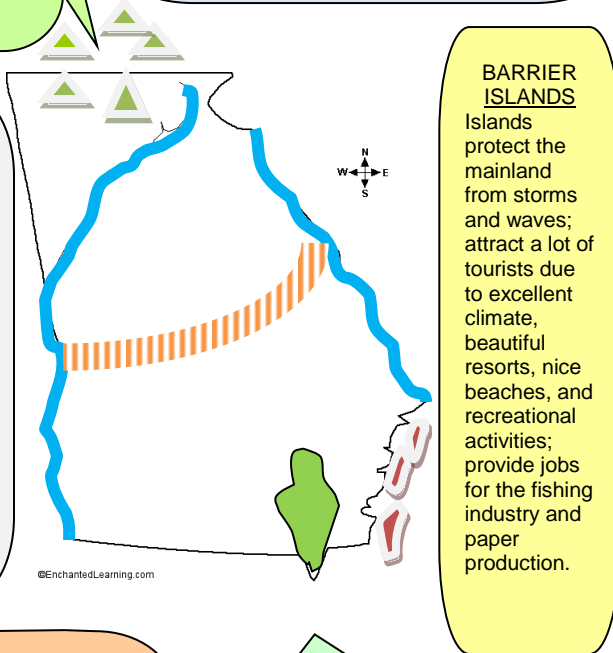 N
W E
S
BARRIER
ISLANDS
Islands
protect the
mainland
from storms
and waves;
attract a lot of
tourists due
to excellent
climate,
beautiful
resorts, nice
beaches, and
recreational
activities;
provide jobs
for the fishing
industry and
paper
production.
©EnchantedLearning.com